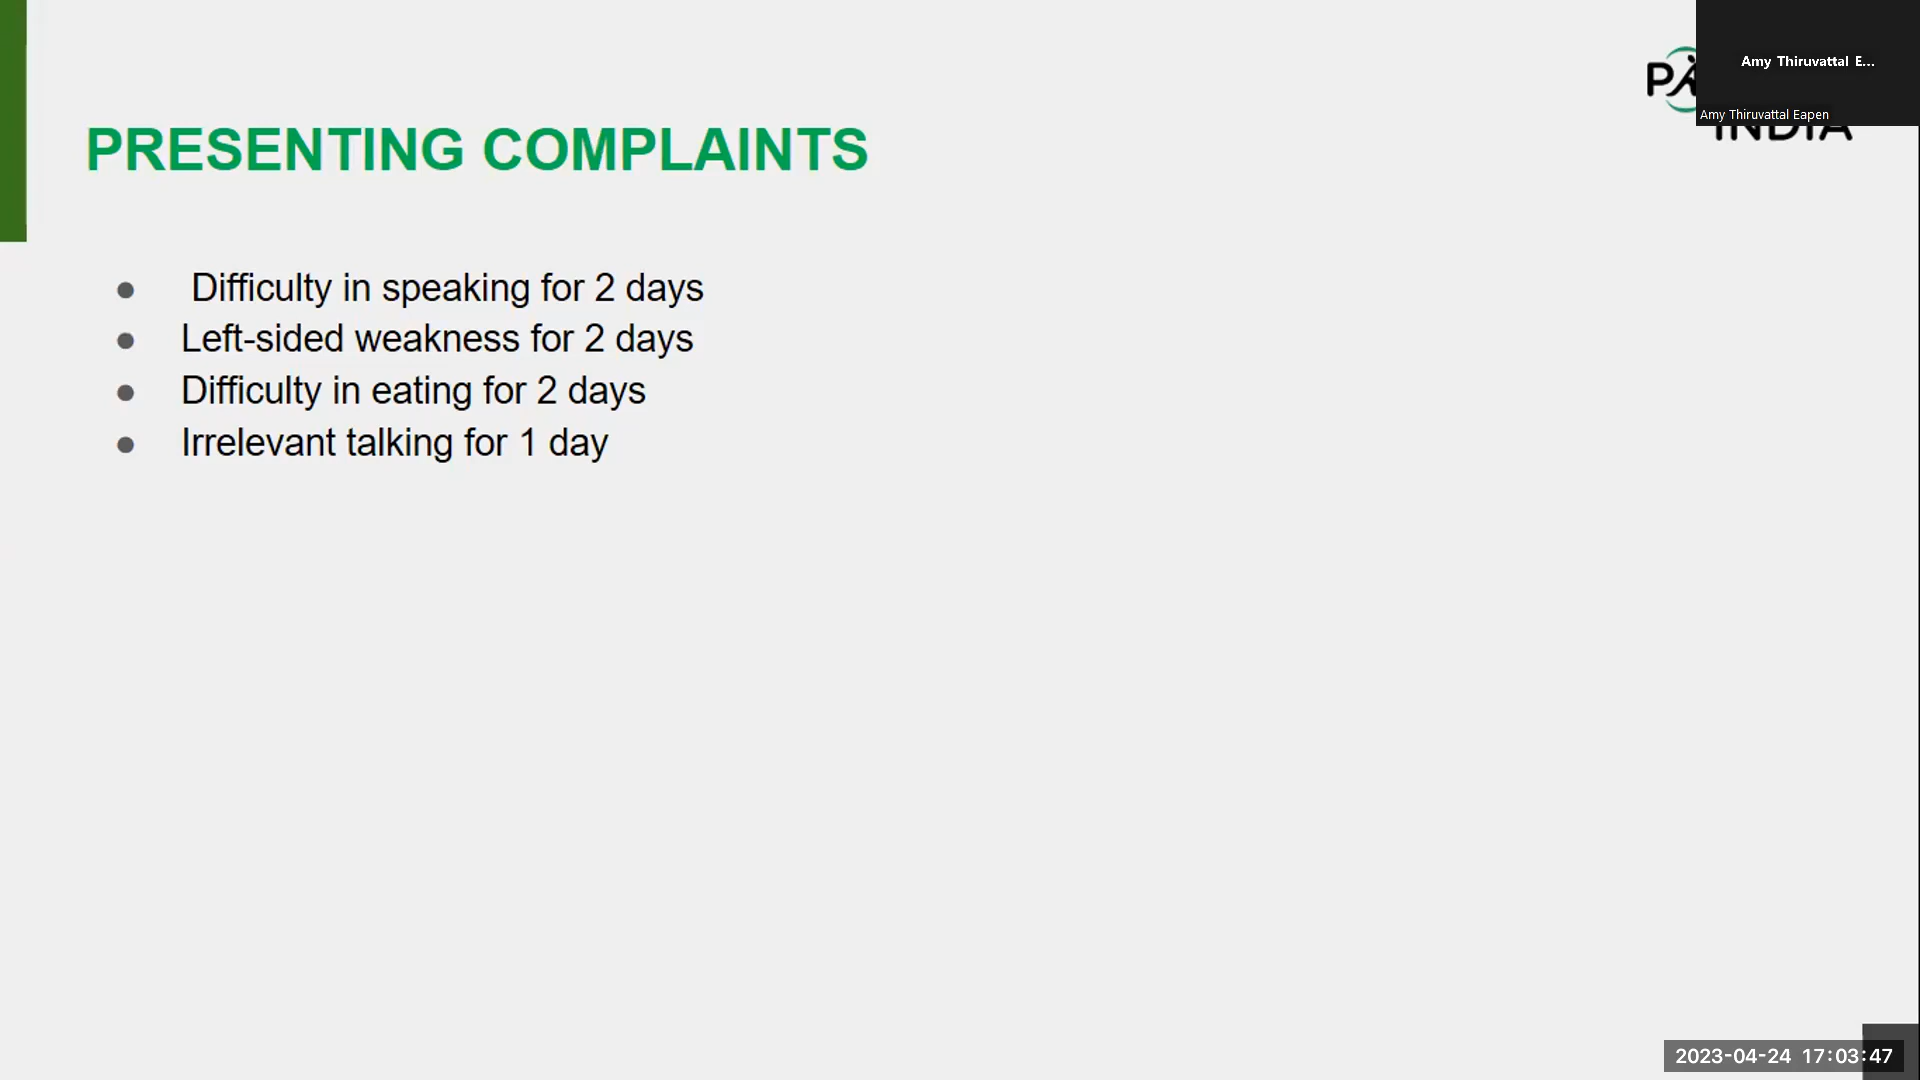 Amy Thiruvattal E...
Amy Thiruvattal Eapen
INDIA
PRESENTING COMPLAINTS
● Difficulty in speaking for 2 days
● Left-sided weakness for 2 days
● Difficulty in eating for 2 days
● Irrelevant talking for 1 day
2023-04-24 17:03:47